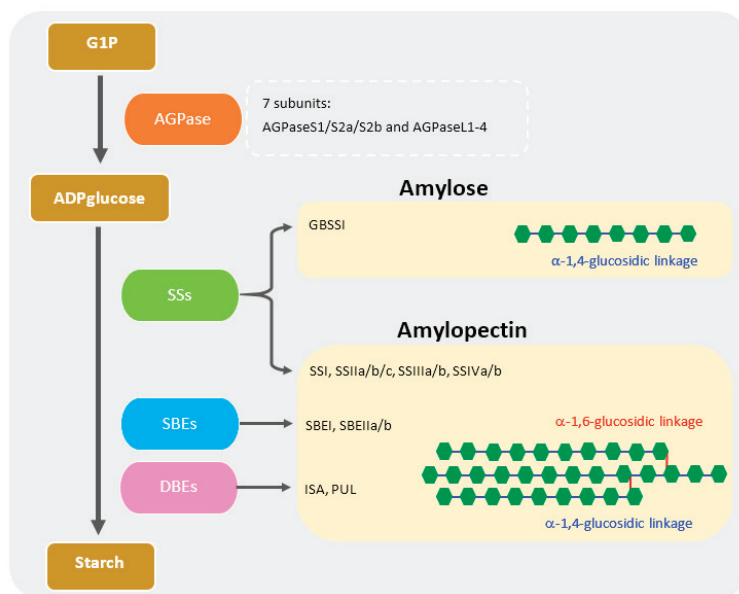 G1P
AGPase
7 subunits:
AGPaseS1/S2a/S2b and AGPaseL1-4
ADPglucose
Amylose
GBSSI
α-1,4-glucosidic linkage
SSs
Amylopectin
SSI, SSIIa/b/c, SSIIIa/b, SSIVa/b
SBEs
SBEI, SBEIIa/b
α-1,6-glucosidic linkage
DBEs
ISA, PUL
α-1,4-glucosidic linkage
Starch